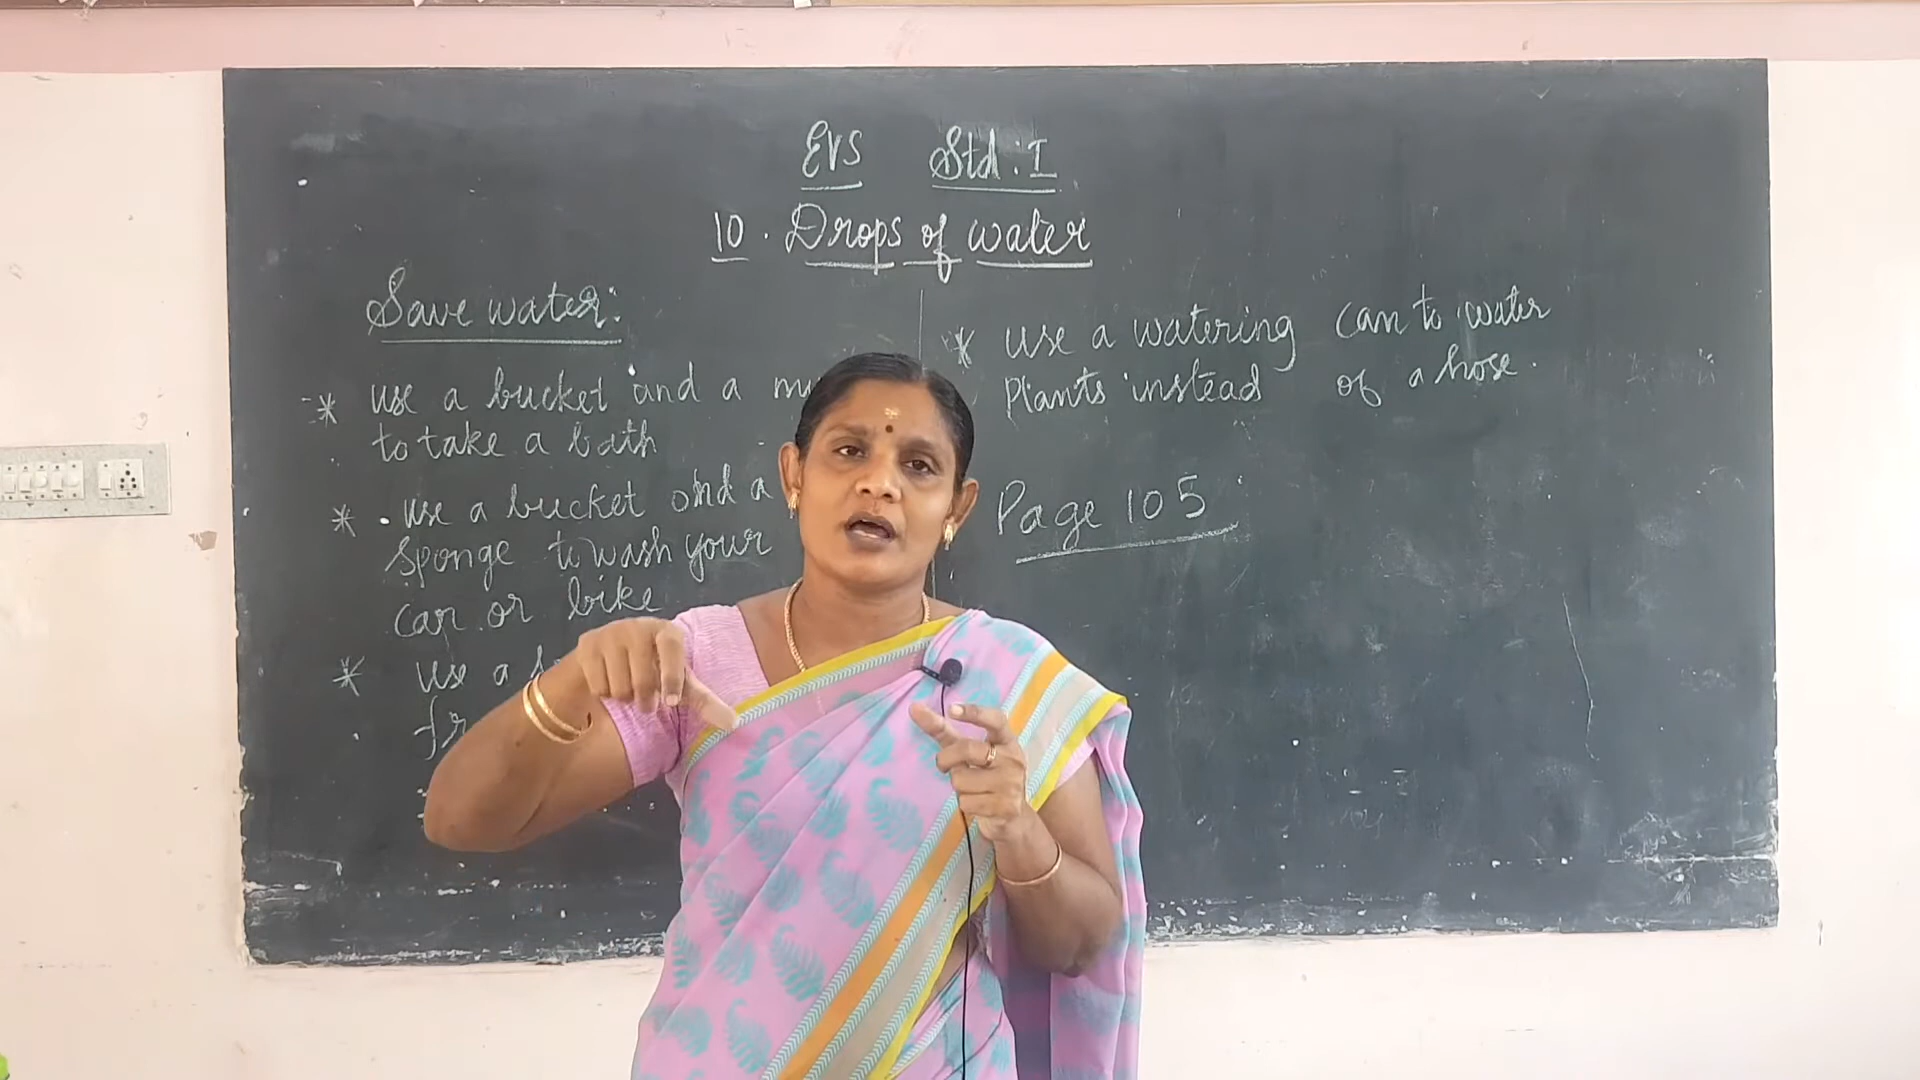 EVS Std : I
10 . Drops of water
Save water:
* use a bucket and a
to take a bath
* . use a bucket and a
sponge to wash your
car or bike
* use a
* use a watering can to water
Plants instead of a hose.
Page 105